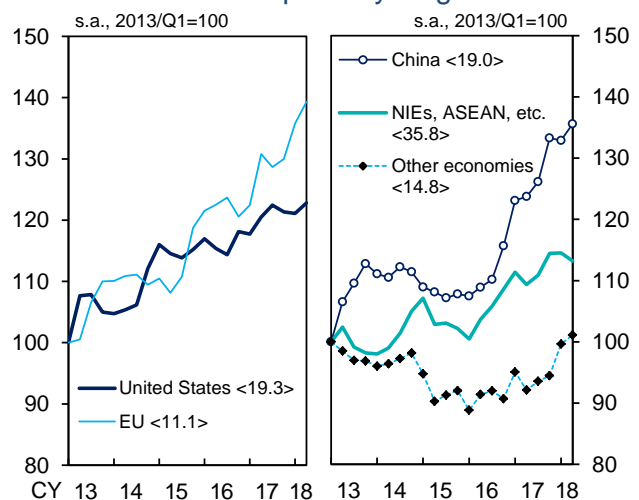 s.a., 2013/Q1=100
150
140
130
120
110
100
90
80
United States <19.3>
EU <11.1>
CY 13 14 15 16 17 18
s.a., 2013/Q1=100
150
140
130
120
110
100
90
80
China <19.0>
NIEs, ASEAN, etc.
<35.8>
Other economies
<14.8>
13 14 15 16 17 18